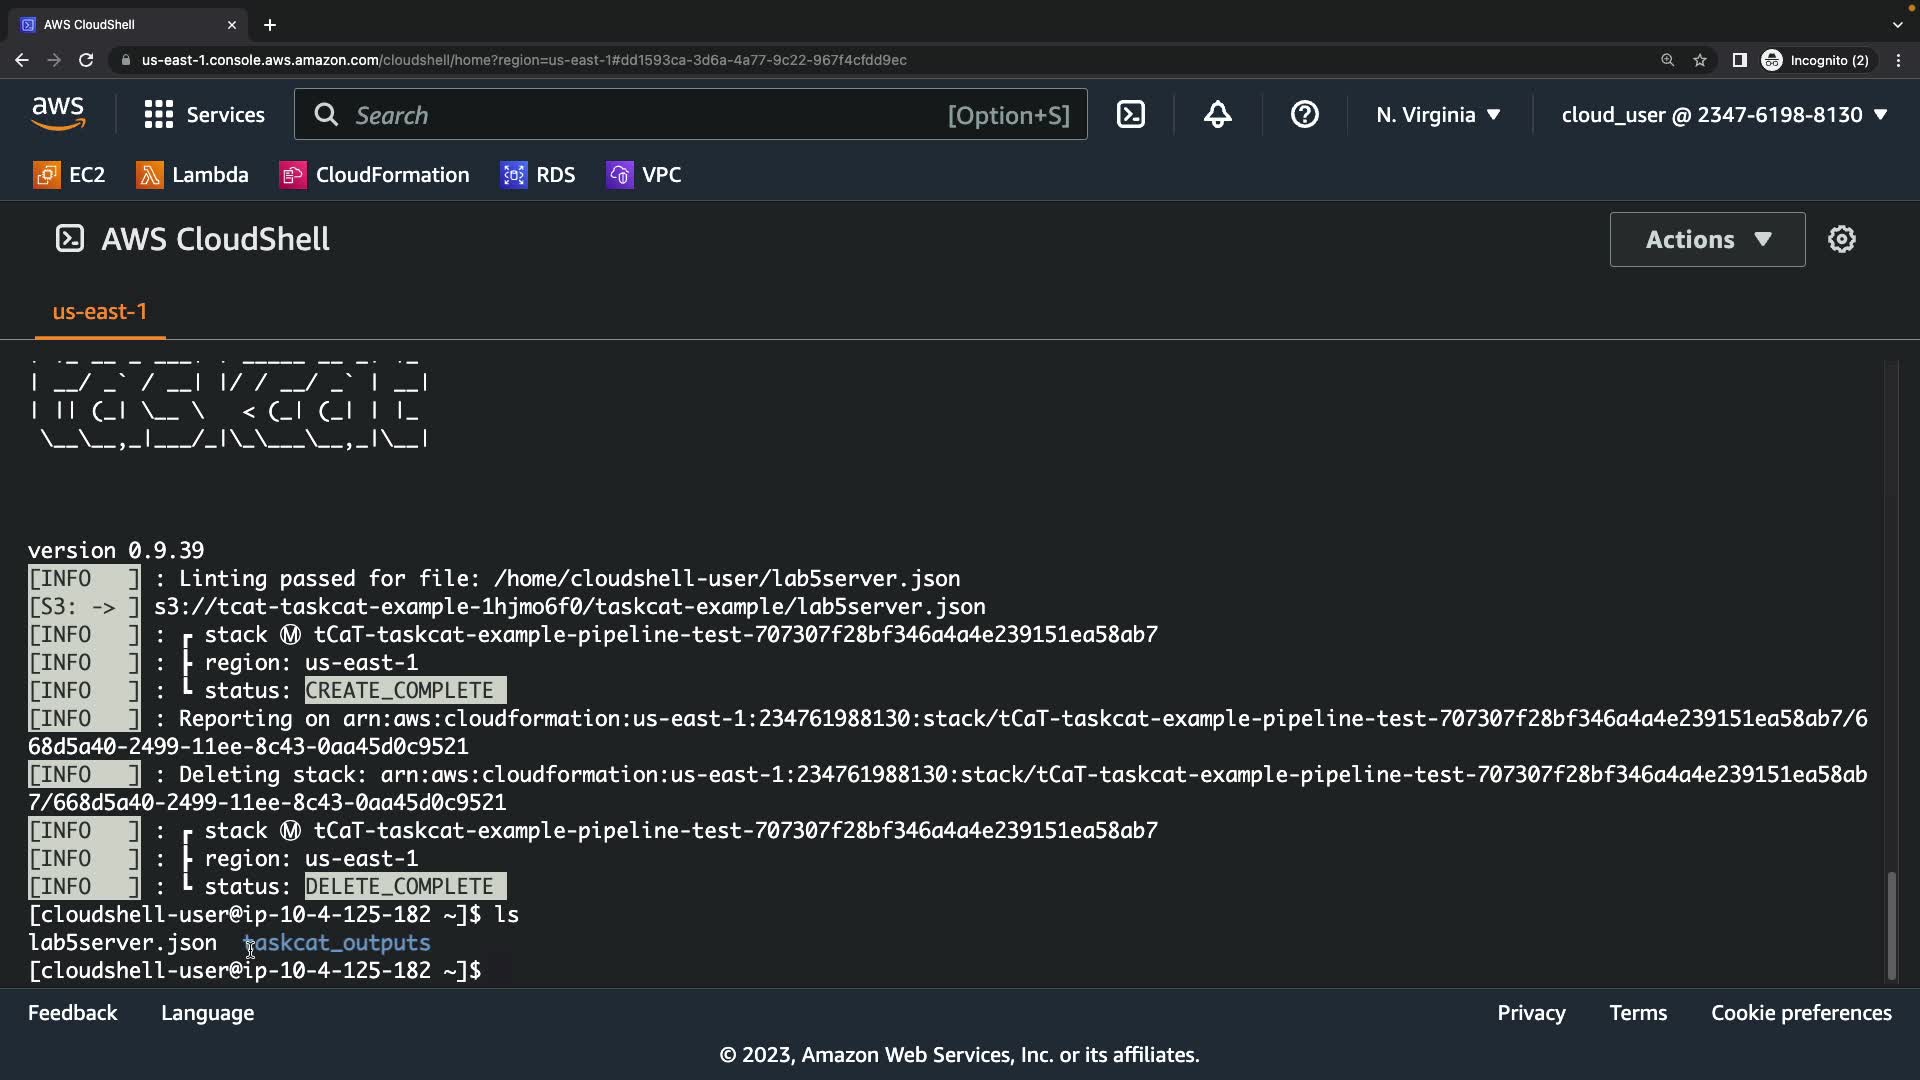 AWS CloudShell
us-east-1.console.aws.amazon.com/cloudshell/home?region=us-east-1#dd1593ca-3d6a-4a77-9c22-967f4cfdd9ec
Incognito (2)
aws
Services
Search
[Option+S]
N. Virginia
cloud_user @ 2347-6198-8130
EC2
Lambda
CloudFormation
RDS
VPC
AWS CloudShell
Actions
us-east-1
| __/ _` / __| |/ / __/ _` | __|
| || (_| \__ \   < (_| (_| | |_
 \__\__,_|___/_|\_\___\__,_|\__|
version 0.9.39
[INFO   ] : Linting passed for file: /home/cloudshell-user/lab5server.json
[S3: -> ] s3://tcat-taskcat-example-1hjmo6f0/taskcat-example/lab5server.json
[INFO   ] : ┏ stack Ⓜ tCaT-taskcat-example-pipeline-test-707307f28bf346a4a4e239151ea58ab7
[INFO   ] : ┣ region: us-east-1
[INFO   ] : ┗ status: CREATE_COMPLETE
[INFO   ] : Reporting on arn:aws:cloudformation:us-east-1:234761988130:stack/tCaT-taskcat-example-pipeline-test-707307f28bf346a4a4e239151ea58ab7/6
68d5a40-2499-11ee-8c43-0aa45d0c9521
[INFO   ] : Deleting stack: arn:aws:cloudformation:us-east-1:234761988130:stack/tCaT-taskcat-example-pipeline-test-707307f28bf346a4a4e239151ea58ab
7/668d5a40-2499-11ee-8c43-0aa45d0c9521
[INFO   ] : ┏ stack Ⓜ tCaT-taskcat-example-pipeline-test-707307f28bf346a4a4e239151ea58ab7
[INFO   ] : ┣ region: us-east-1
[INFO   ] : ┗ status: DELETE_COMPLETE
[cloudshell-user@ip-10-4-125-182 ~]$ ls
lab5server.json  taskcat_outputs
[cloudshell-user@ip-10-4-125-182 ~]$
Feedback
Language
Privacy
Terms
Cookie preferences
© 2023, Amazon Web Services, Inc. or its affiliates.